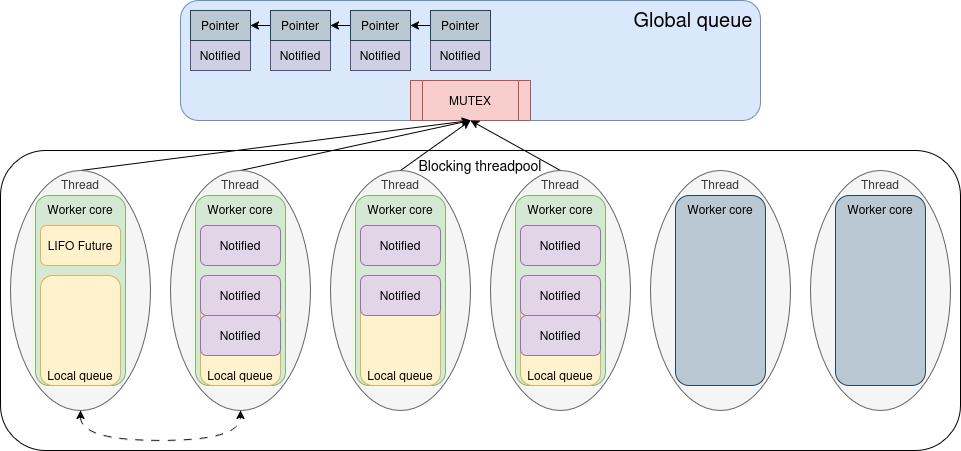 Global queue
Pointer
Pointer
Pointer
Pointer
Notified
Notified
Notified
Notified
MUTEX
Blocking threadpool
Thread
Thread
Thread
Thread
Thread
Thread
Worker core
Worker core
Worker core
Worker core
Worker core
Worker core
LIFO Future
Notified
Notified
Notified
Notified
Notified
Notified
Notified
Notified
Local queue
Local queue
Local queue
Local queue